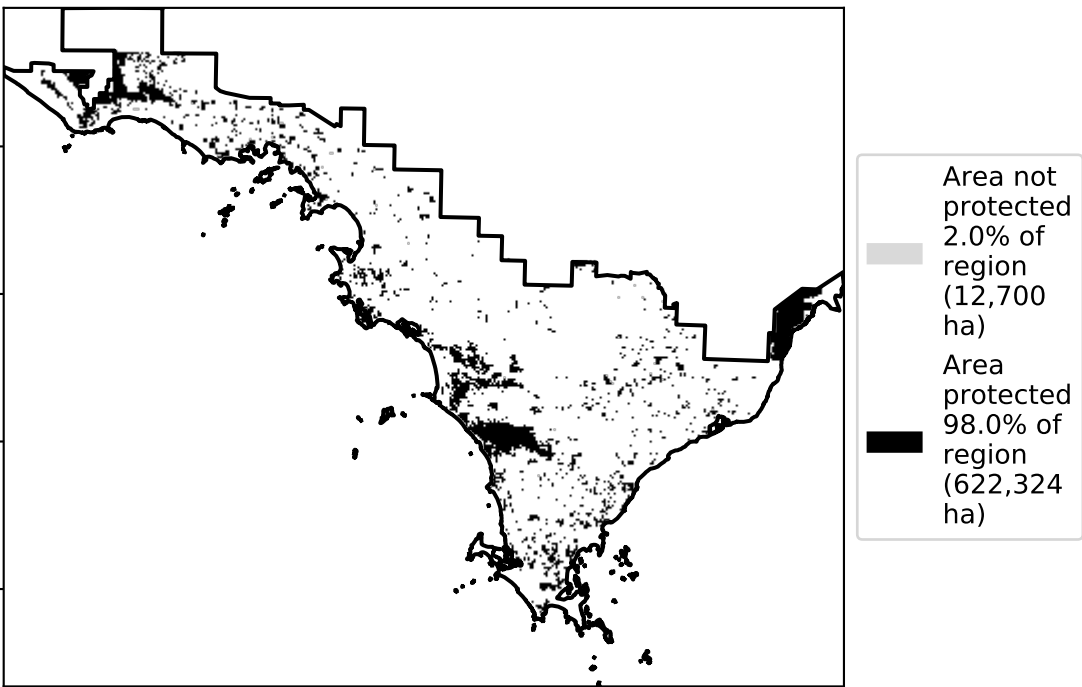 Area not
protected
2.0% of
region
(12,700
ha)
Area
protected
98.0% of
region
(622,324
ha)